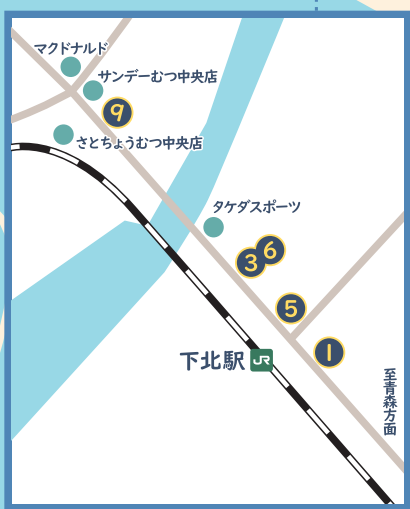 マクドナルド
サンデーむつ中央店
9
さとちょうむつ中央店
タケダスポーツ
6
3
5
1
下北駅 JR
至青森方面